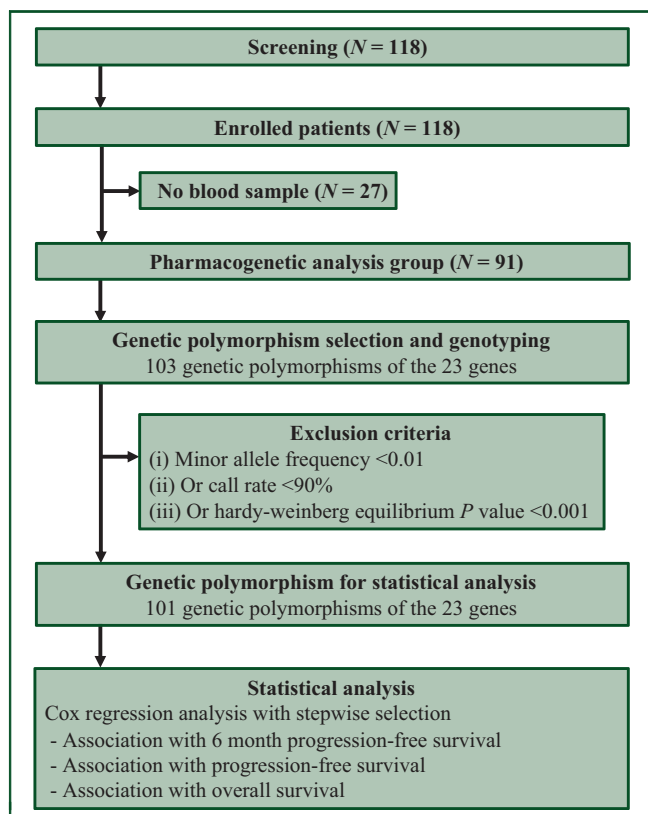 Screening (N = 118)
Enrolled patients (N = 118)
No blood sample (N = 27)
Pharmacogenetic analysis group (N = 91)
Genetic polymorphism selection and genotyping
103 genetic polymorphisms of the 23 genes
Exclusion criteria
(i) Minor allele frequency <0.01
(ii) Or call rate <90%
(iii) Or hardy-weinberg equilibrium P value <0.001
Genetic polymorphism for statistical analysis
101 genetic polymorphisms of the 23 genes
Statistical analysis
Cox regression analysis with stepwise selection
- Association with 6 month progression-free survival
- Association with progression-free survival
- Association with overall survival